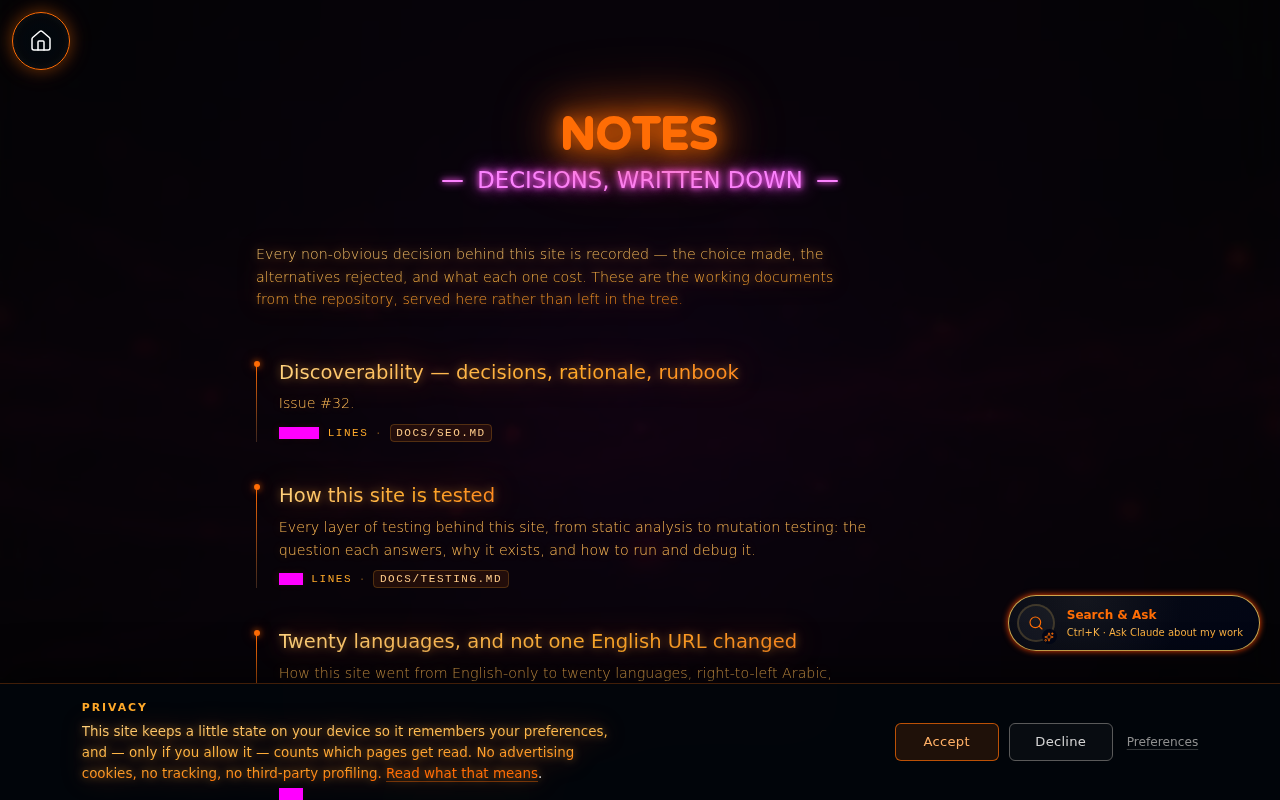 NOTES
— DECISIONS, WRITTEN DOWN —
Every non-obvious decision behind this site is recorded — the choice made, the
alternatives rejected, and what each one cost. These are the working documents
from the repository, served here rather than left in the tree.
Discoverability — decisions, rationale, runbook
Issue #32.
LINES · DOCS/SEO.MD
How this site is tested
Every layer of testing behind this site, from static analysis to mutation testing: the
question each answers, why it exists, and how to run and debug it.
LINES · DOCS/TESTING.MD
Search & Ask
Ctrl+K · Ask Claude about my work
Twenty languages, and not one English URL changed
How this site went from English-only to twenty languages, right-to-left Arabic,
PRIVACY
This site keeps a little state on your device so it remembers your preferences,
and — only if you allow it — counts which pages get read. No advertising
cookies, no tracking, no third-party profiling. Read what that means.
Accept
Decline
Preferences